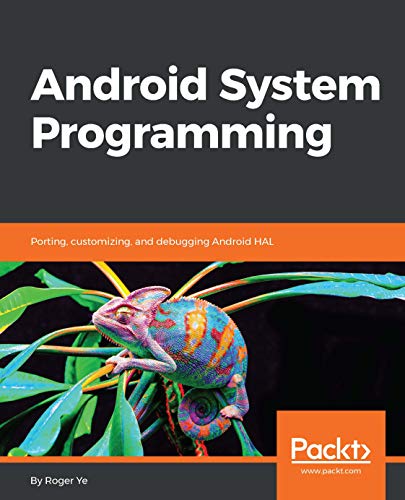 Android System
Programming
Porting, customizing, and debugging Android HAL
Packt>
www.packt.com
By Roger Ye